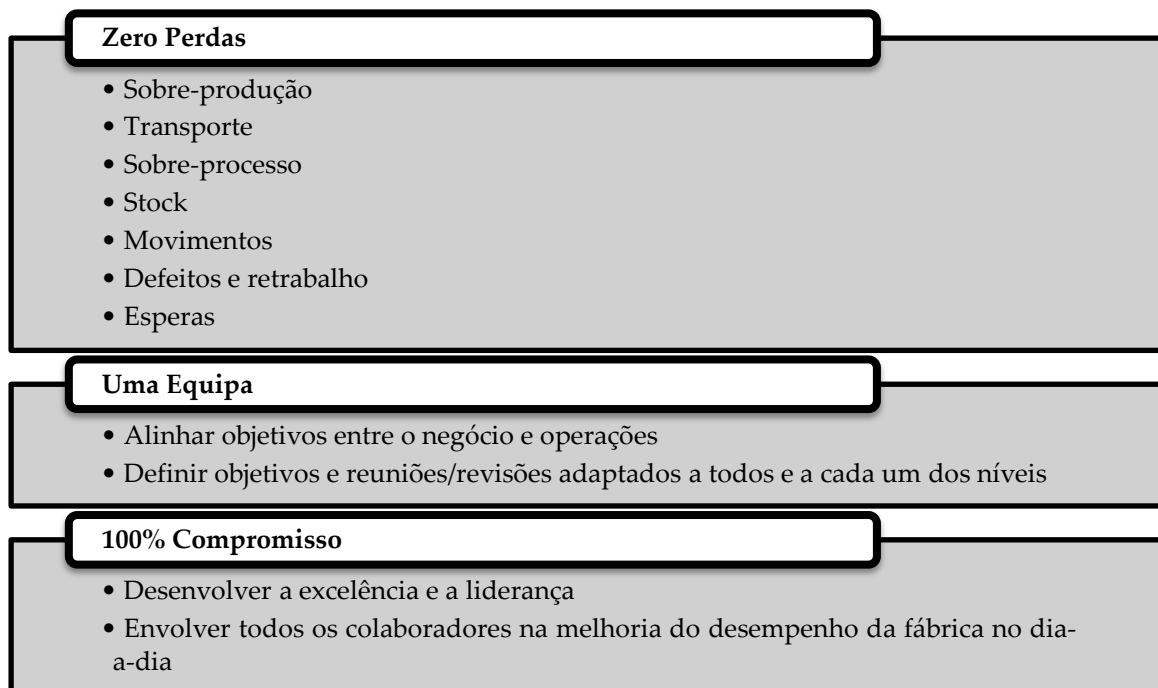 Zero Perdas
• Sobre-produção
• Transporte
• Sobre-processo
• Stock
• Movimentos
• Defeitos e retrabalho
• Esperas
Uma Equipa
• Alinhar objetivos entre o negócio e operações
• Definir objetivos e reuniões/revisões adaptados a todos e a cada um dos níveis
100% Compromisso
• Desenvolver a excelência e a liderança
• Envolver todos os colaboradores na melhoria do desempenho da fábrica no dia-
a-dia